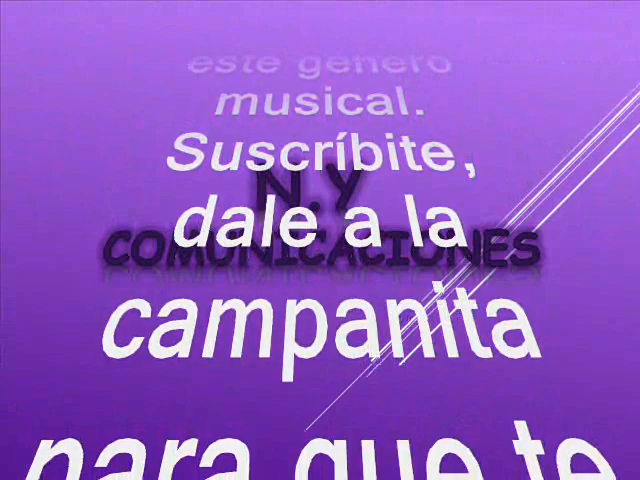 este genero
musical.
Suscríbite,
dale a la
campanita
para que te
N.Y
COMUNICACIONES